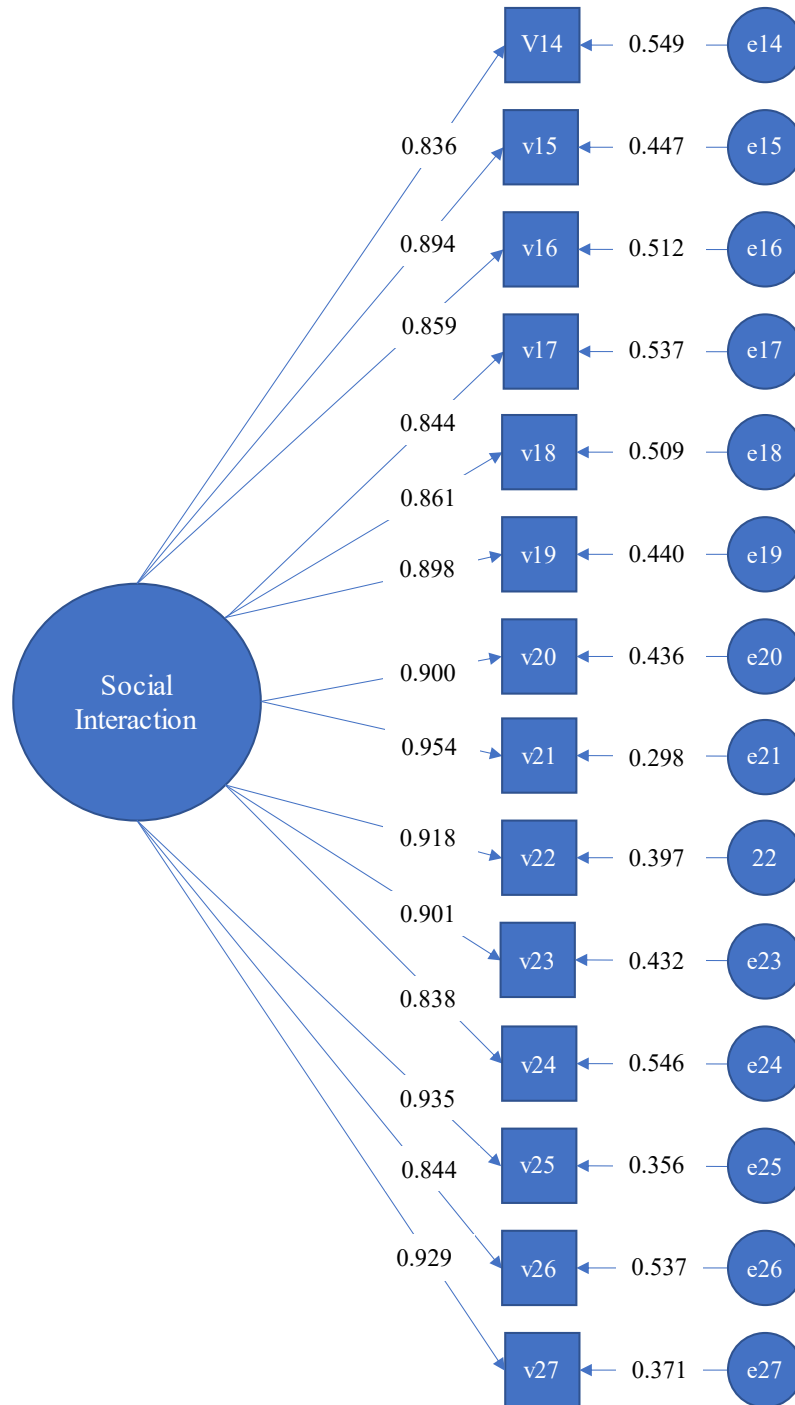 V14
0.549
e14
0.836
v15
0.447
e15
0.894
v16
0.512
e16
0.859
v17
0.537
e17
0.844
v18
0.509
e18
0.861
v19
0.440
e19
0.898
v20
0.436
e20
0.900
Social
Interaction
v21
0.298
e21
0.954
v22
0.397
22
0.918
v23
0.432
e23
0.901
v24
0.546
e24
0.838
v25
0.356
e25
0.935
v26
0.537
e26
0.844
v27
0.371
e27
0.929